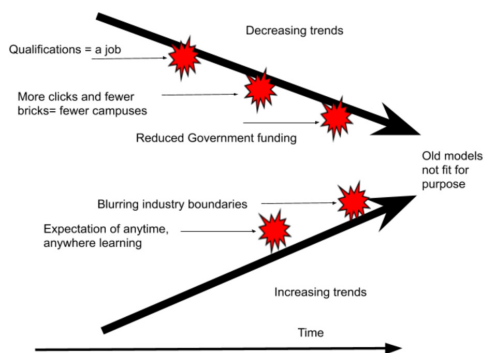 Decreasing trends
Qualifications = a job
More clicks and fewer
bricks= fewer campuses
Reduced Government funding
Old models
not fit for
purpose
Blurring industry boundaries
Expectation of anytime,
anywhere learning
Increasing trends
Time